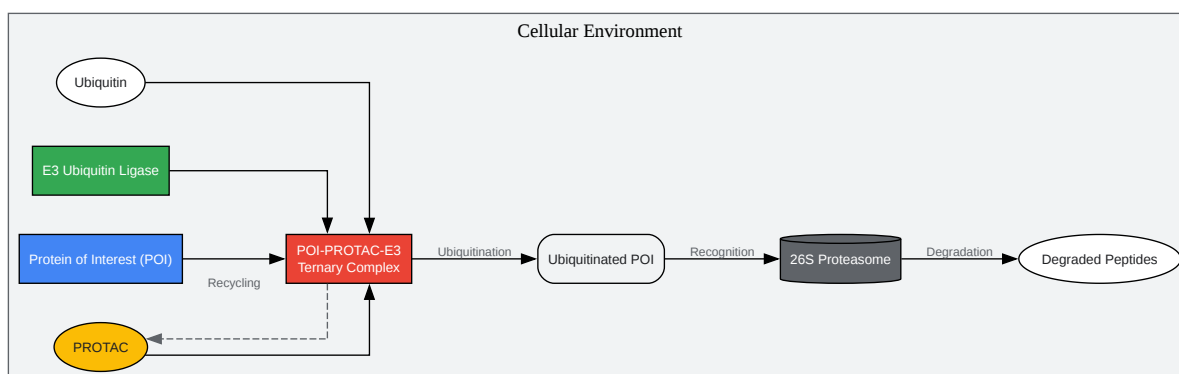 Cellular Environment
Ubiquitin
E3 Ubiquitin Ligase
Protein of Interest (POI)
Recycling
PROTAC
POI-PROTAC-E3
Ternary Complex
Ubiquitination
Ubiquitinated POI
Recognition
26S Proteasome
Degradation
Degraded Peptides